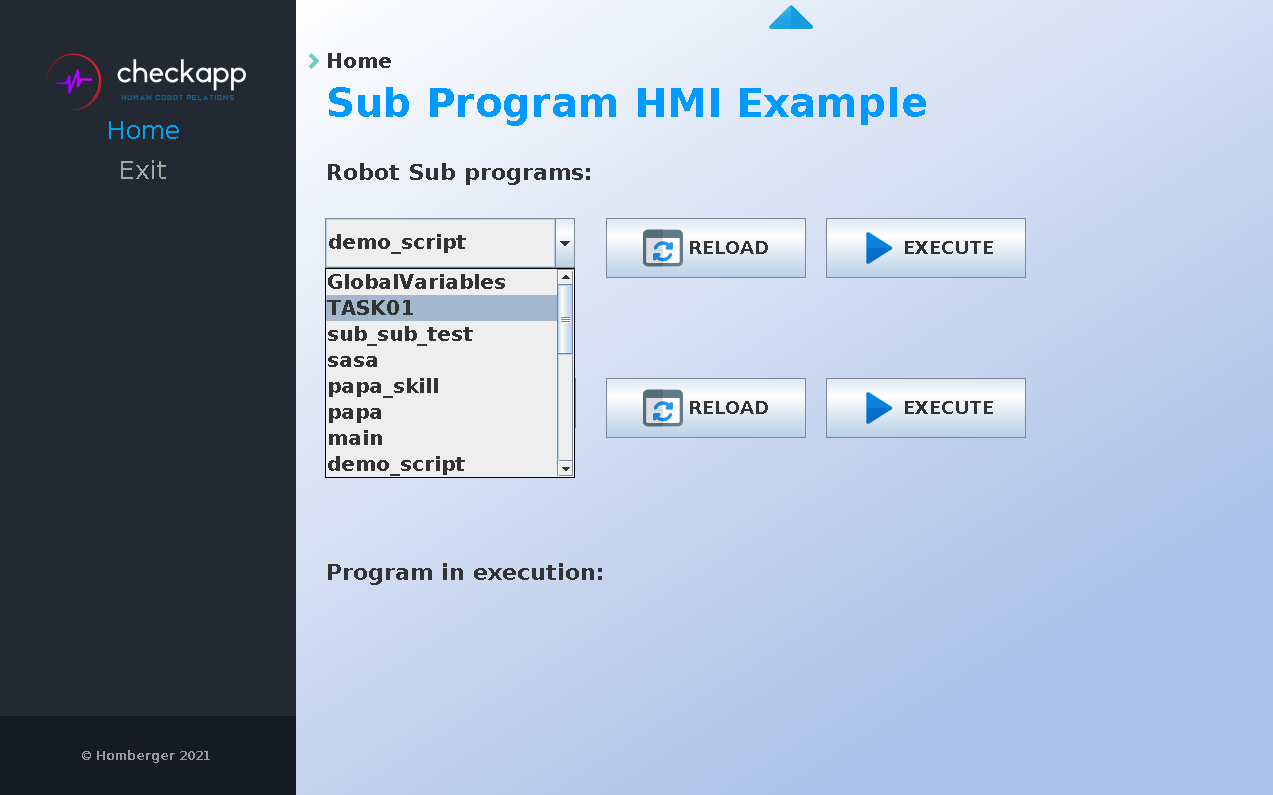 checkapp
HUMAN COBOT RELATIONS
Home
Exit
© Homberger 2021
Home
Sub Program HMI Example
Robot Sub programs:
demo_script
RELOAD
EXECUTE
GlobalVariables
TASK01
sub_sub_test
sasa
papa_skill
papa
main
demo_script
RELOAD
EXECUTE
Program in execution: